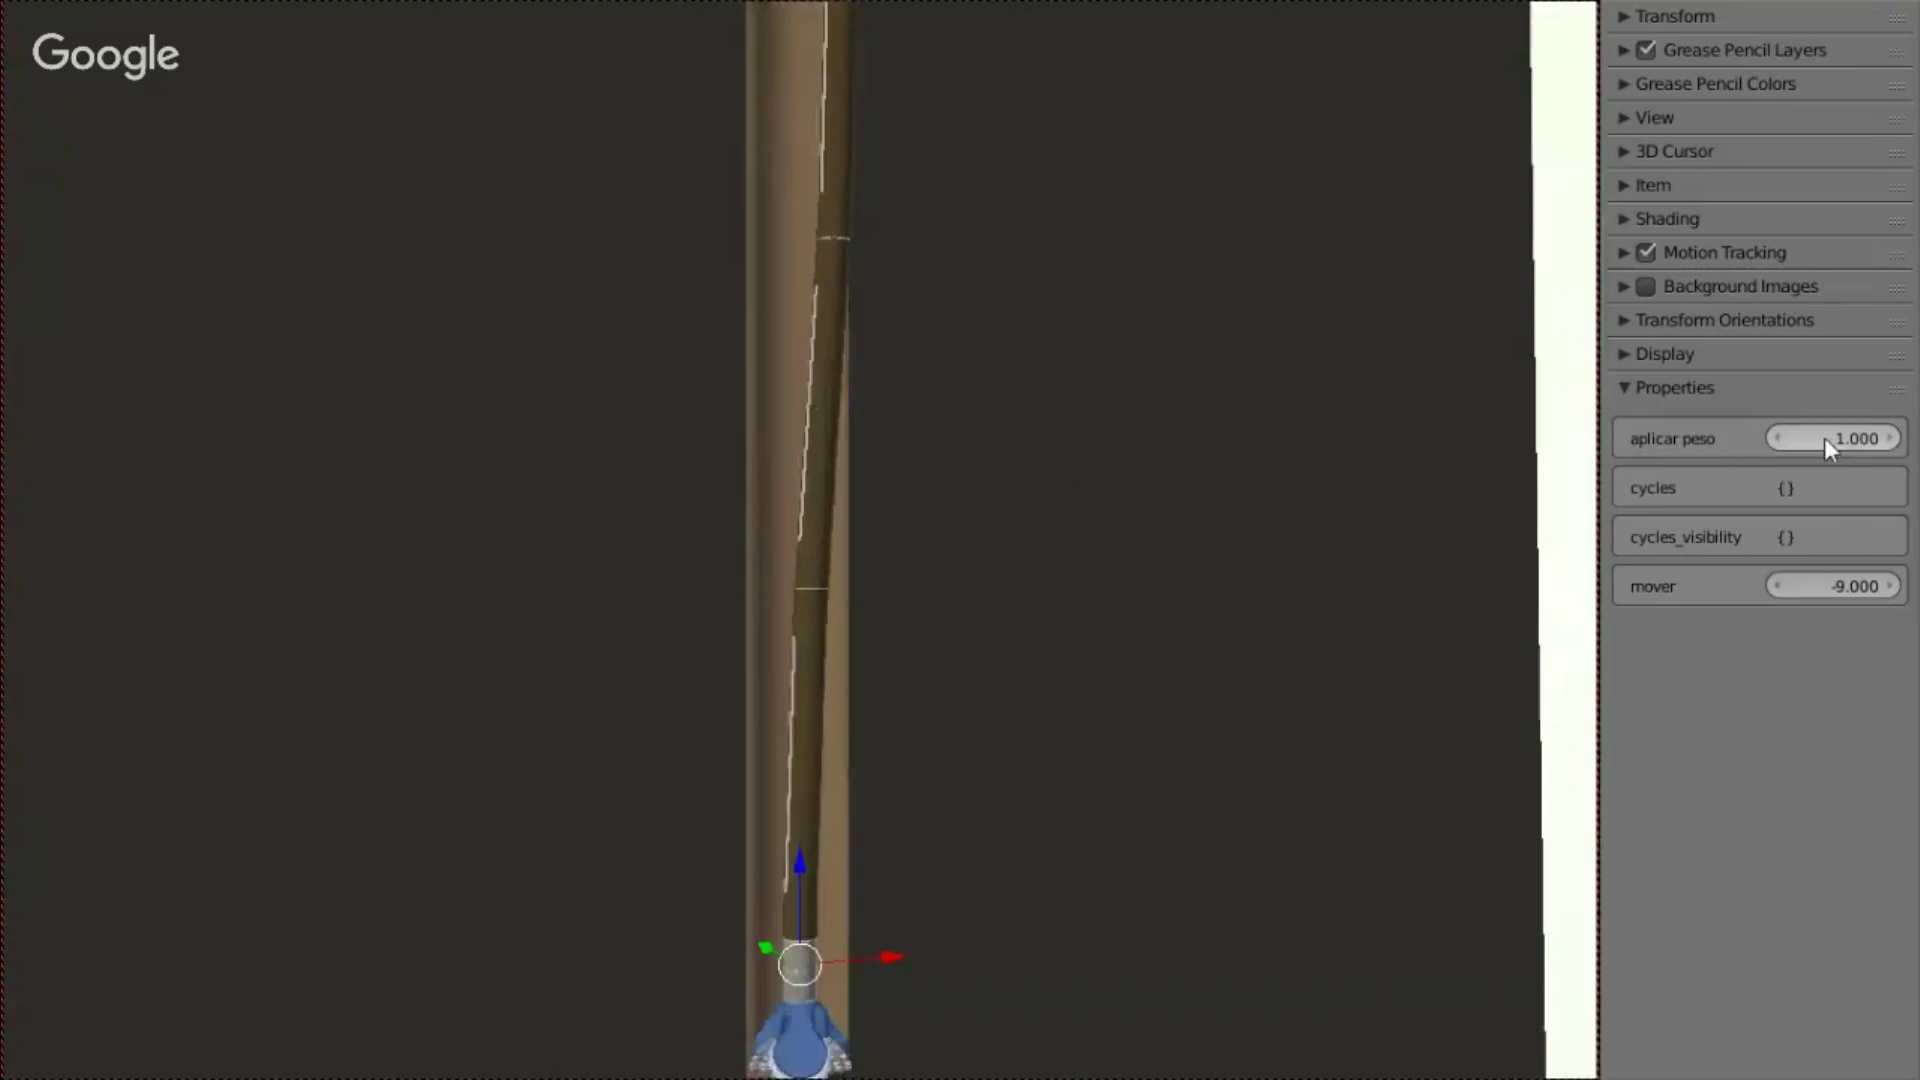 Google
Transform
Grease Pencil Layers
Grease Pencil Colors
View
3D Cursor
Item
Shading
Motion Tracking
Background Images
Transform Orientations
Display
Properties
aplicar peso 1.000
cycles {}
cycles_visibility {}
mover -9.000